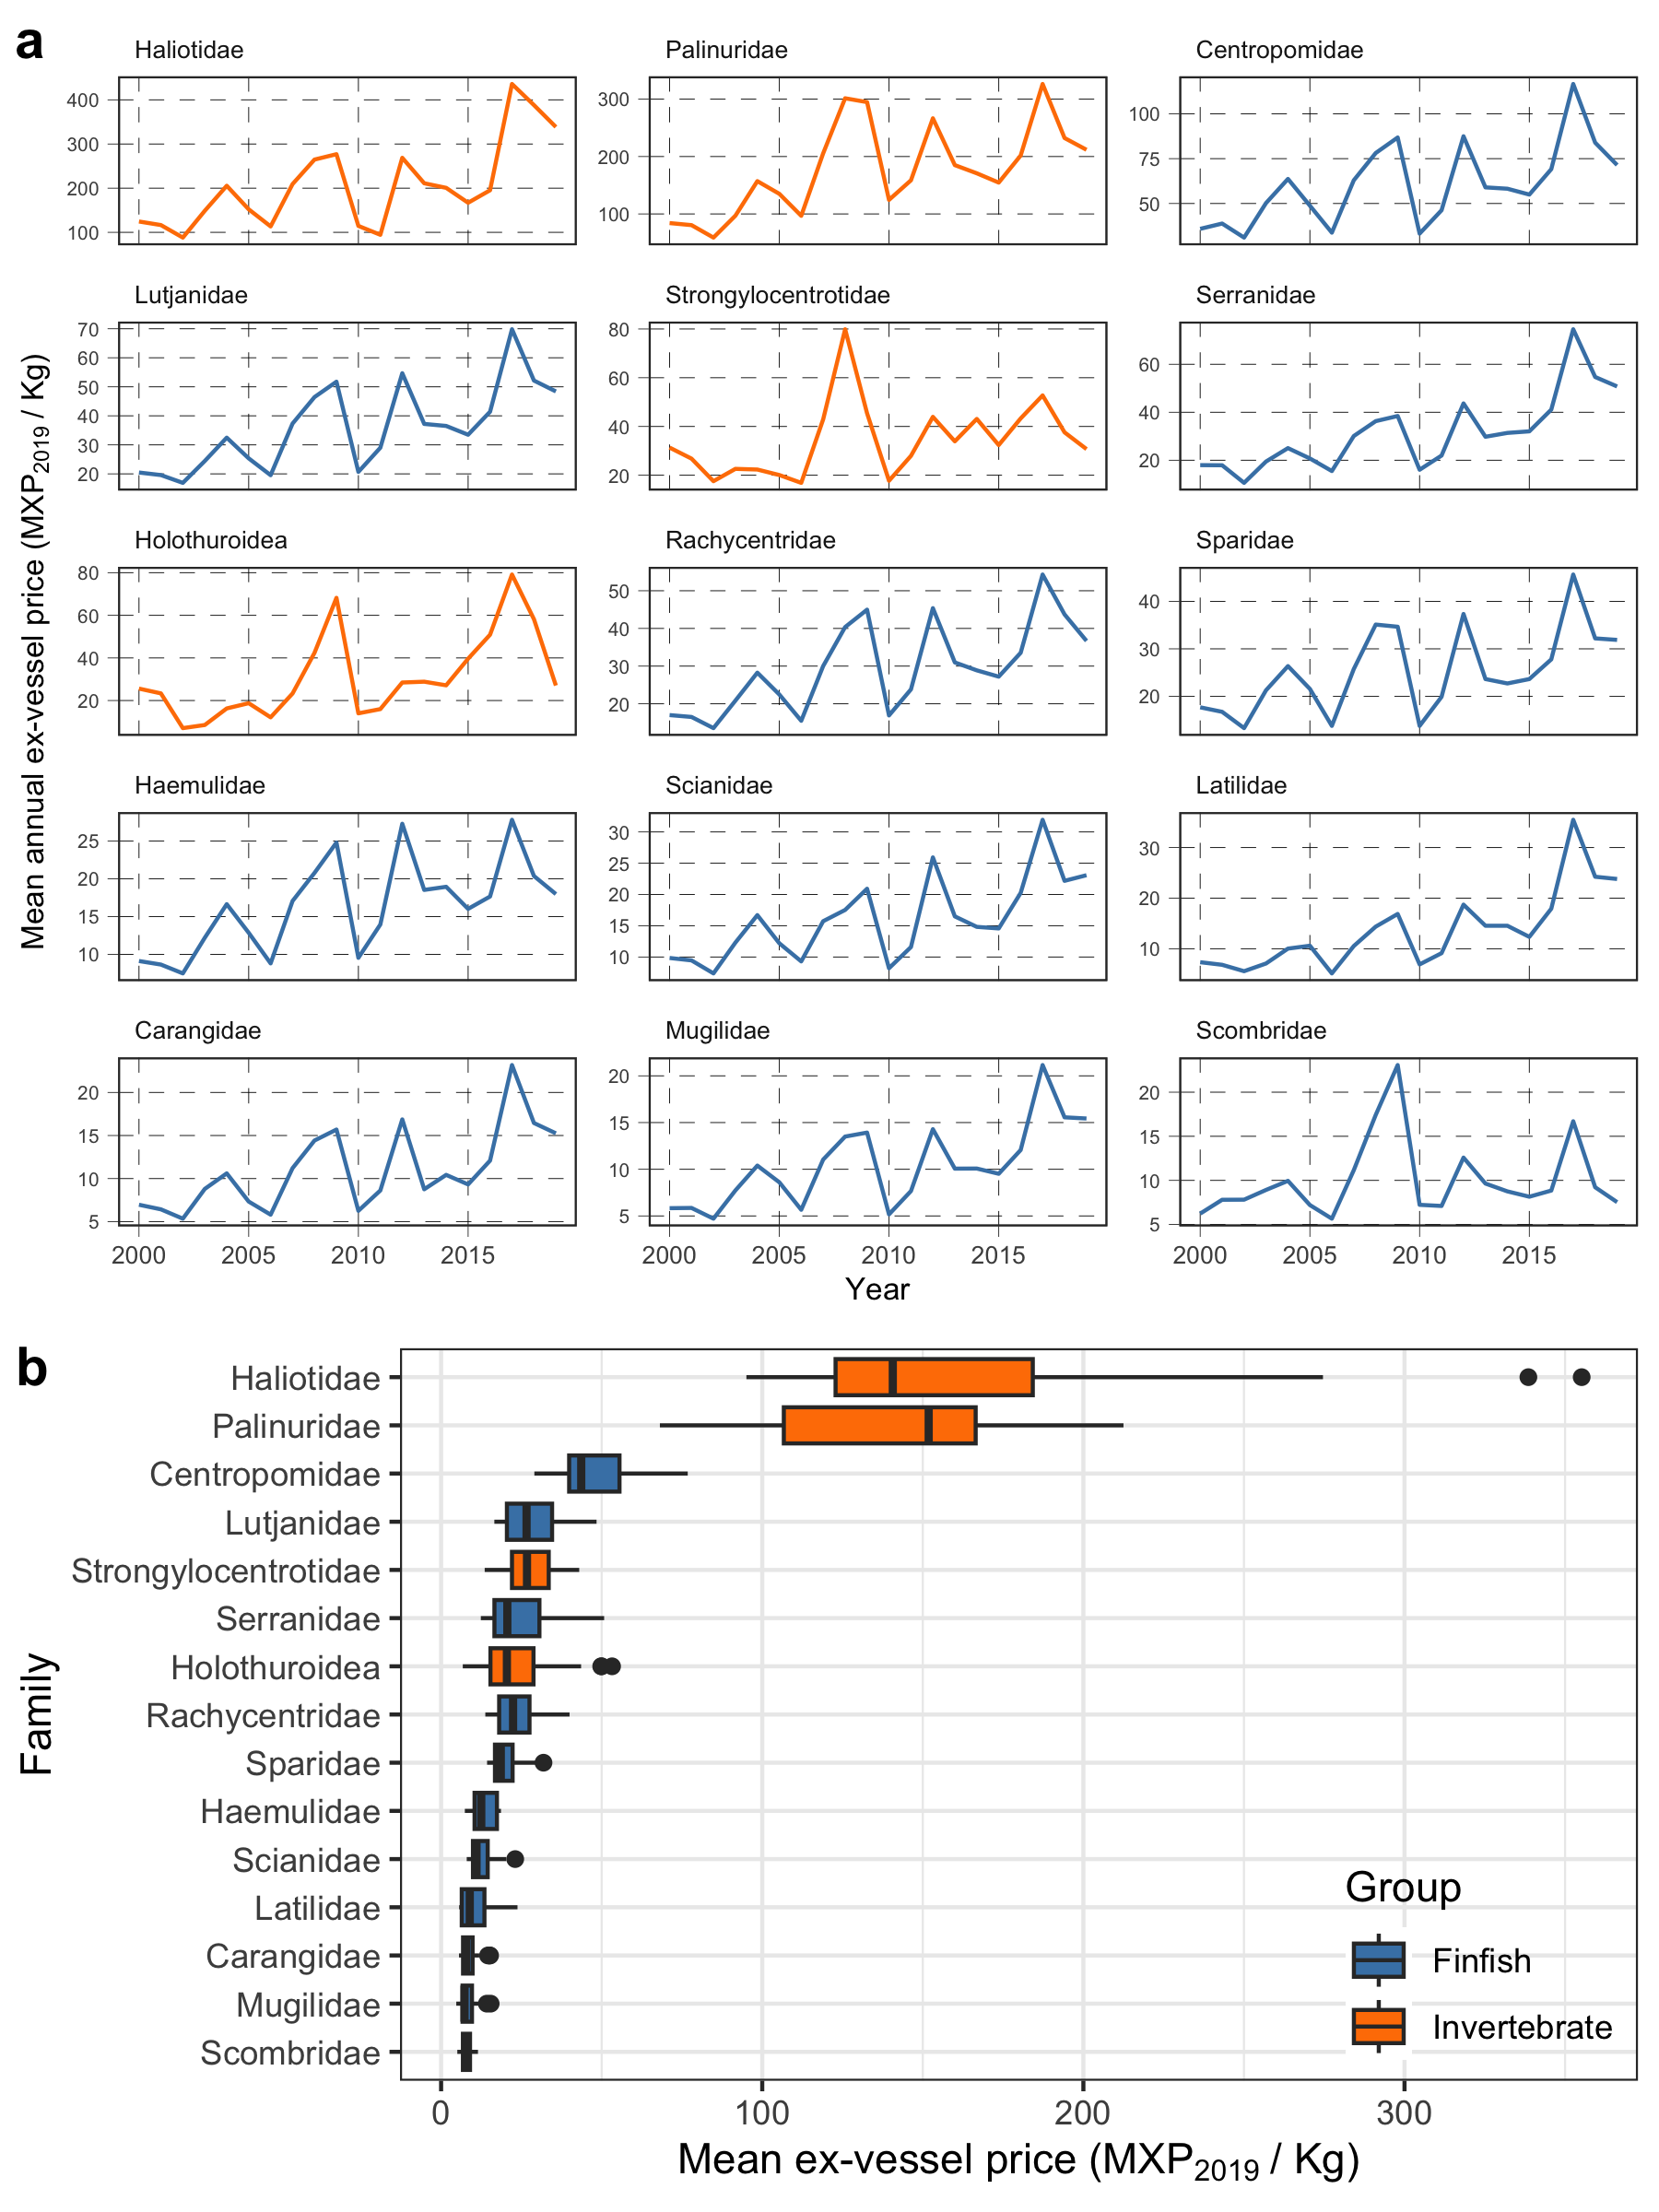 a
Haliotidae
Palinuridae
Centropomidae
400
300
200
100
300
200
100
100
75
50
Lutjanidae
Strongylocentrotidae
Serranidae
70
60
50
40
30
20
80
60
40
20
60
40
20
Mean annual ex-vessel price (MXP2019 / Kg)
Holothuroidea
Rachycentridae
Sparidae
80
60
40
20
50
40
30
20
40
30
20
Haemulidae
Scianidae
Latilidae
25
20
15
10
30
25
20
15
10
30
20
10
Carangidae
Mugilidae
Scombridae
20
15
10
5
20
15
10
5
20
15
10
5
2000 2005 2010 2015
2000 2005 2010 2015
2000 2005 2010 2015
Year
b
Family
Haliotidae
Palinuridae
Centropomidae
Lutjanidae
Strongylocentrotidae
Serranidae
Holothuroidea
Rachycentridae
Sparidae
Haemulidae
Scianidae
Latilidae
Carangidae
Mugilidae
Scombridae
Group
Finfish
Invertebrate
0 100 200 300
Mean ex-vessel price (MXP2019 / Kg)